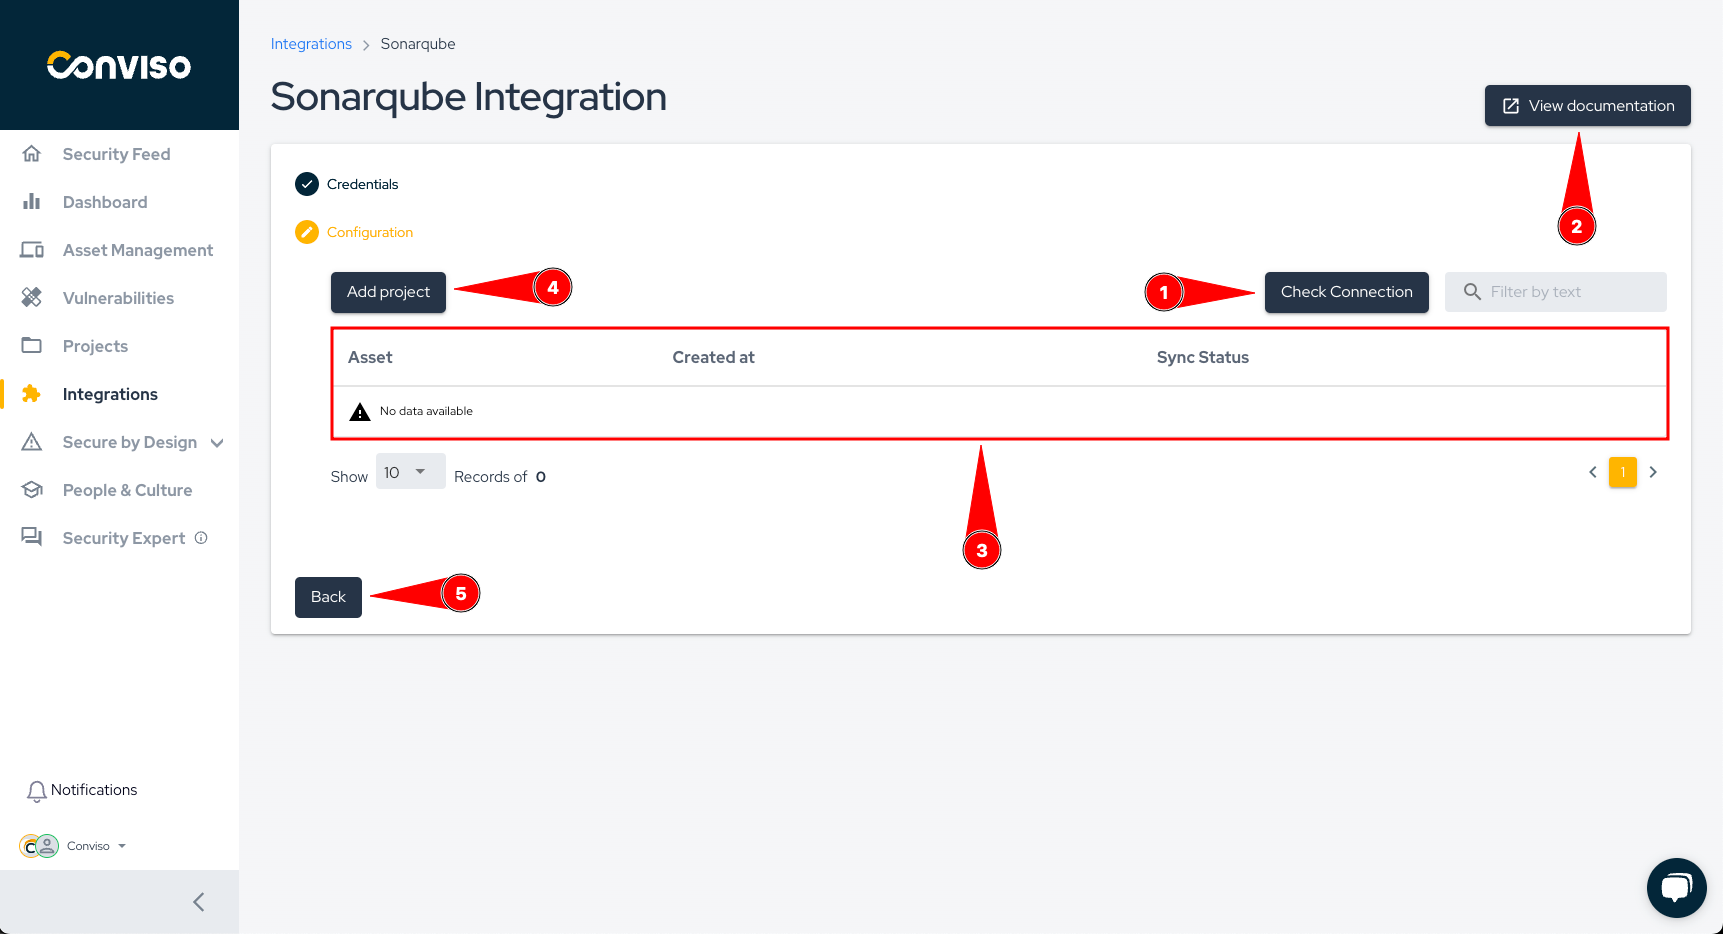 Conviso
Security Feed
Dashboard
Asset Management
Vulnerabilities
Projects
Integrations
Secure by Design
People & Culture
Security Expert
Notifications
C Conviso
Integrations > Sonarqube
Sonarqube Integration
View documentation
2
Credentials
Configuration
Add project 4 1 Check Connection Filter by text
Asset Created at Sync Status
No data available
Show 10 Records of 0 1
3
Back 5